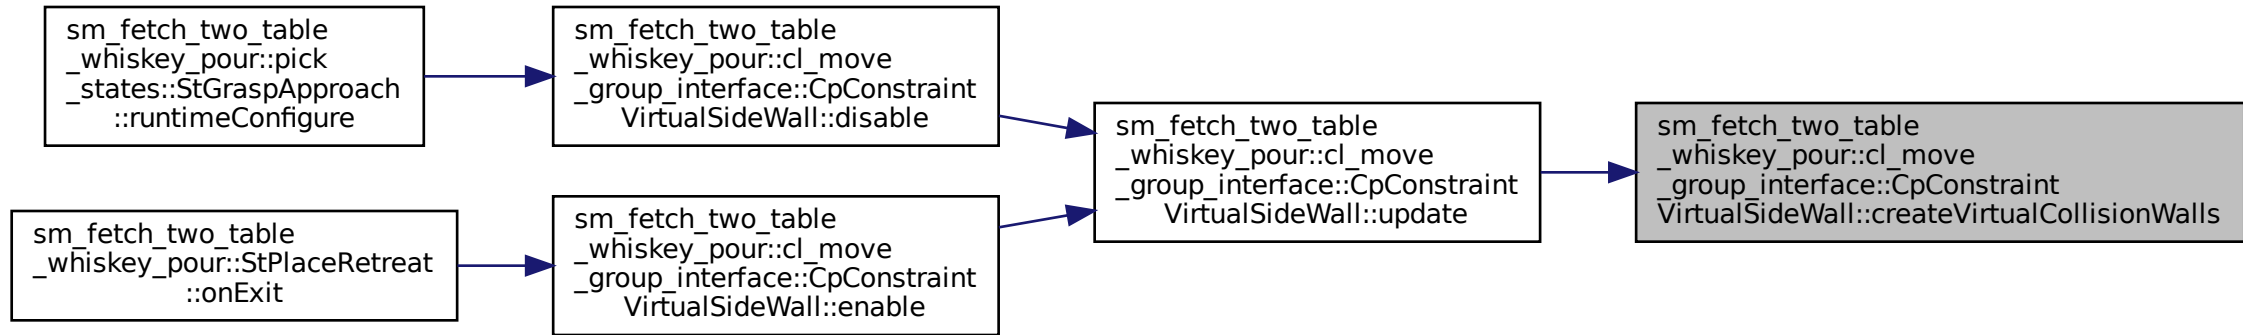 sm_fetch_two_table
_whiskey_pour::pick
_states::StGraspApproach
::runtimeConfigure
sm_fetch_two_table
_whiskey_pour::cl_move
_group_interface::CpConstraint
VirtualSideWall::disable
sm_fetch_two_table
_whiskey_pour::StPlaceRetreat
::onExit
sm_fetch_two_table
_whiskey_pour::cl_move
_group_interface::CpConstraint
VirtualSideWall::enable
sm_fetch_two_table
_whiskey_pour::cl_move
_group_interface::CpConstraint
VirtualSideWall::update
sm_fetch_two_table
_whiskey_pour::cl_move
_group_interface::CpConstraint
VirtualSideWall::createVirtualCollisionWalls